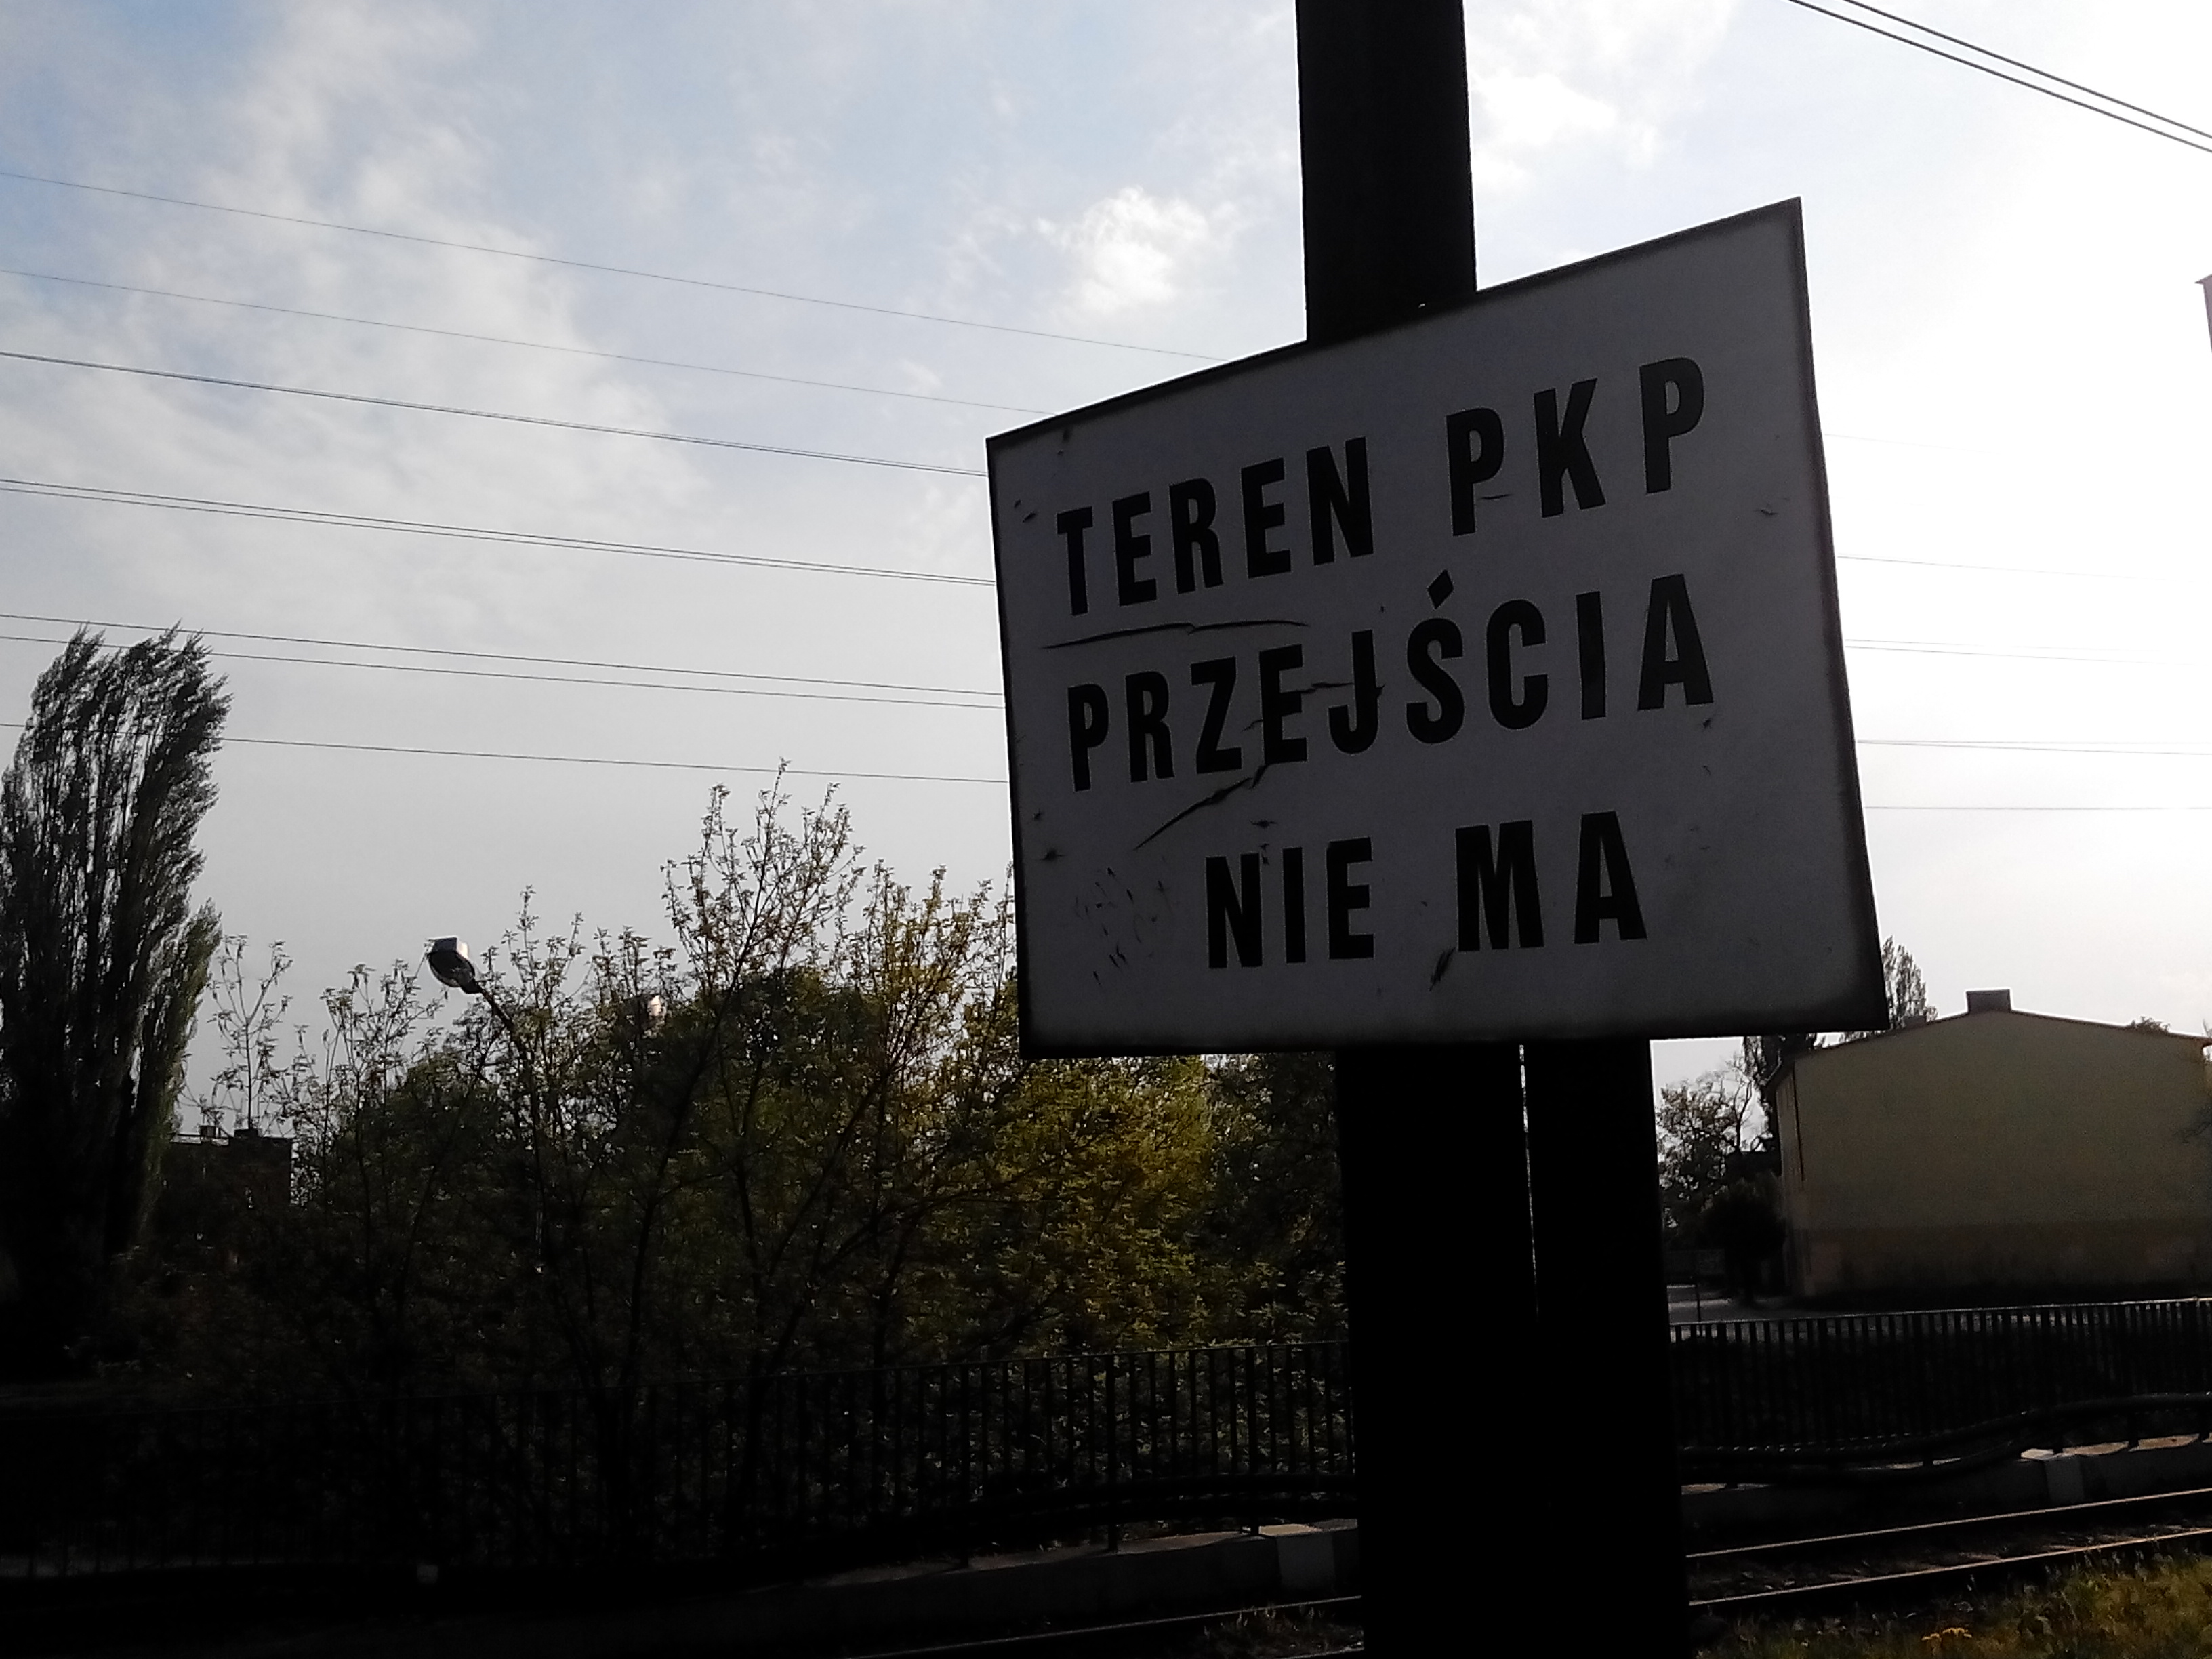 TEREN PKP
PRZEJŚCIA
NIE MA